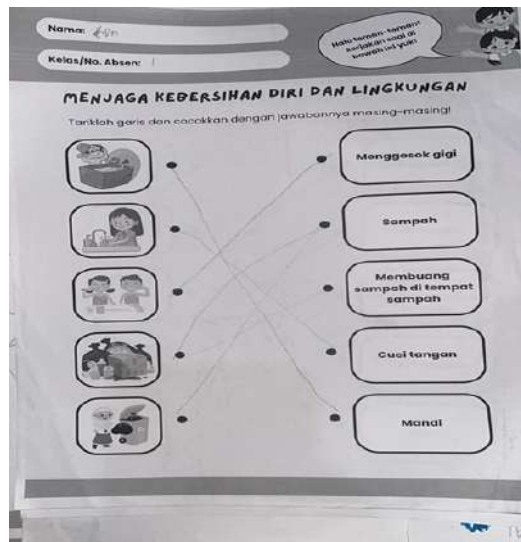 Nama:
Halo teman-teman!
kerjakan soal di
bawah ini yuk!
Kelas/No. Absen: 1
MENJAGA KEBERSIHAN DIRI DAN LINGKUNGAN
Tariklah garis dan cocokkan dengan jawabannya masing-masing!
Menggosok gigi
Sampah
Membuang
sampah di tempat
sampah
Cuci tangan
Mandi